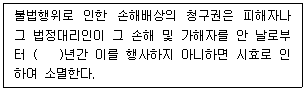 불법행위로 인한 손해배상의 청구권은 피해자나
그 법정대리인이 그 손해 및 가해자를 안 날로부
터 (   )년간 이를 행사하지 아니하면 시효로 인
하여 소멸한다.